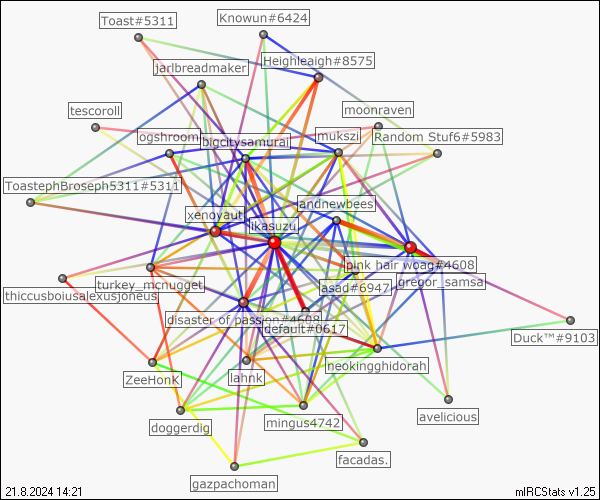 Toast#5311
Knowun#6424
Heighleaigh#8575
jarlbreadmaker
tescoroll
moonraven
ogshroom
bigcitysamurai
mukszi
Random Stuf6#5983
ToastephBroseph5311#5311
andnewbees
xenoyaut
ikasuzu
pink hair woag#4608
gregor_samsa
turkey_mcnugget
asad#6947
thiccusboiusalexusjoneus
disaster of passion#4608
default#0617
Duck™#9103
neokingghidorah
ZeeHonK
lahnk
avelicious
doggerdig
mingus4742
facadas.
gazpachoman
21.8.2024 14:21
mIRCStats v1.25